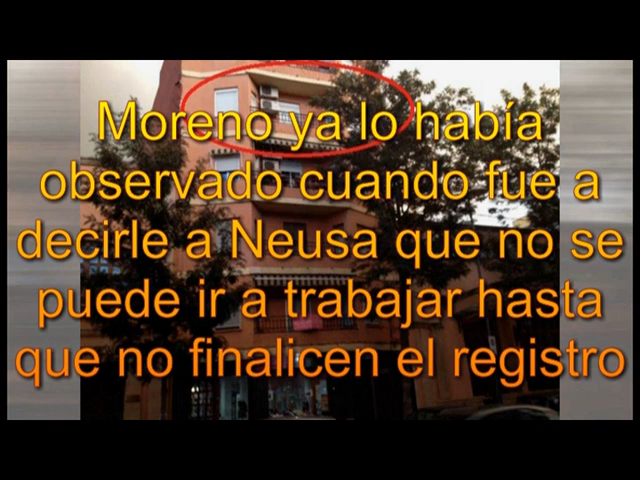 Moreno ya lo había
observado cuando fue a
decirle a Neusa que no se
puede ir a trabajar hasta
que no finalicen el registro